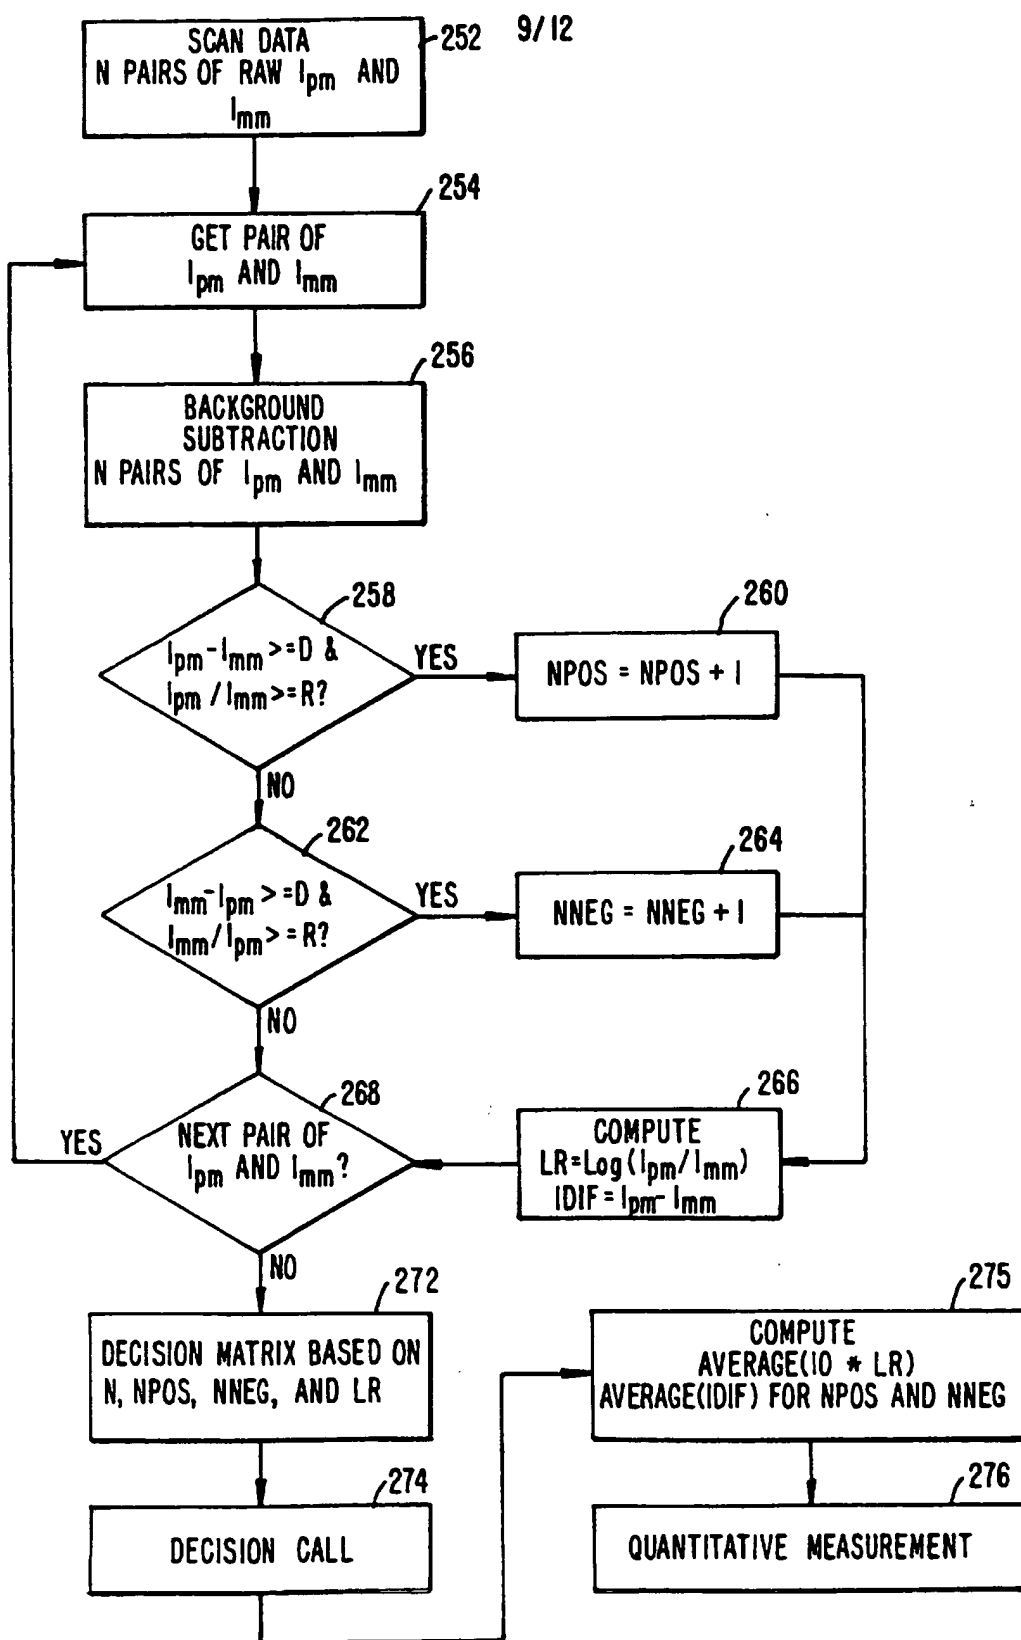 9/12
252
SCAN DATA
N PAIRS OF RAW Ipm AND
Imm
254
GET PAIR OF
Ipm AND Imm
256
BACKGROUND
SUBTRACTION
N PAIRS OF Ipm AND Imm
258
Ipm-Imm>=D &
Ipm/Imm>=R?
YES
NO
260
NPOS = NPOS + 1
262
Imm-Ipm>=D &
Imm/Ipm>=R?
YES
NO
264
NNEG = NNEG + 1
266
COMPUTE
LR=Log(Ipm/Imm)
IDIF=Ipm-Imm
268
NEXT PAIR OF
Ipm AND Imm?
YES
NO
272
DECISION MATRIX BASED ON
N, NPOS, NNEG, AND LR
274
DECISION CALL
275
COMPUTE
AVERAGE(10 * LR)
AVERAGE(IDIF) FOR NPOS AND NNEG
276
QUANTITATIVE MEASUREMENT